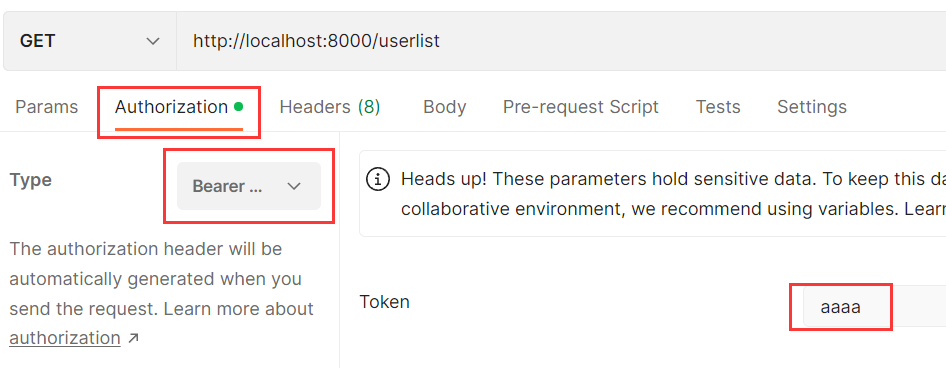 GET http://localhost:8000/userlist
Params Authorization Headers (8) Body Pre-request Script Tests Settings
Type Bearer ...
The authorization header will be
automatically generated when you
send the request. Learn more about
authorization ↗
Heads up! These parameters hold sensitive data. To keep this da
collaborative environment, we recommend using variables. Learn
Token aaaa